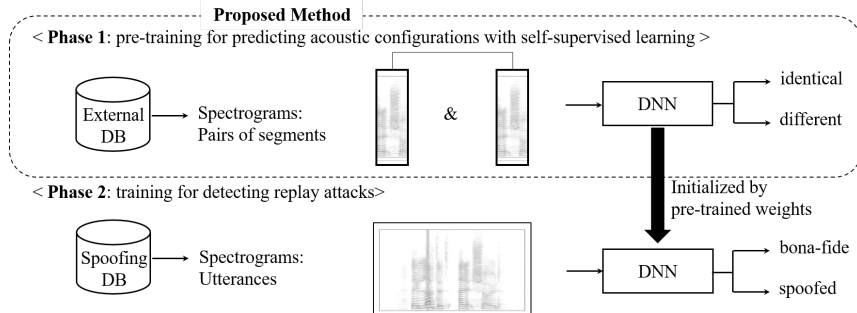 Proposed Method
< Phase 1: pre-training for predicting acoustic configurations with self-supervised learning >
External
DB
Spectrograms:
Pairs of segments
&
DNN
identical
different
< Phase 2: training for detecting replay attacks>
Initialized by
pre-trained weights
Spoofing
DB
Spectrograms:
Utterances
DNN
bona-fide
spoofed